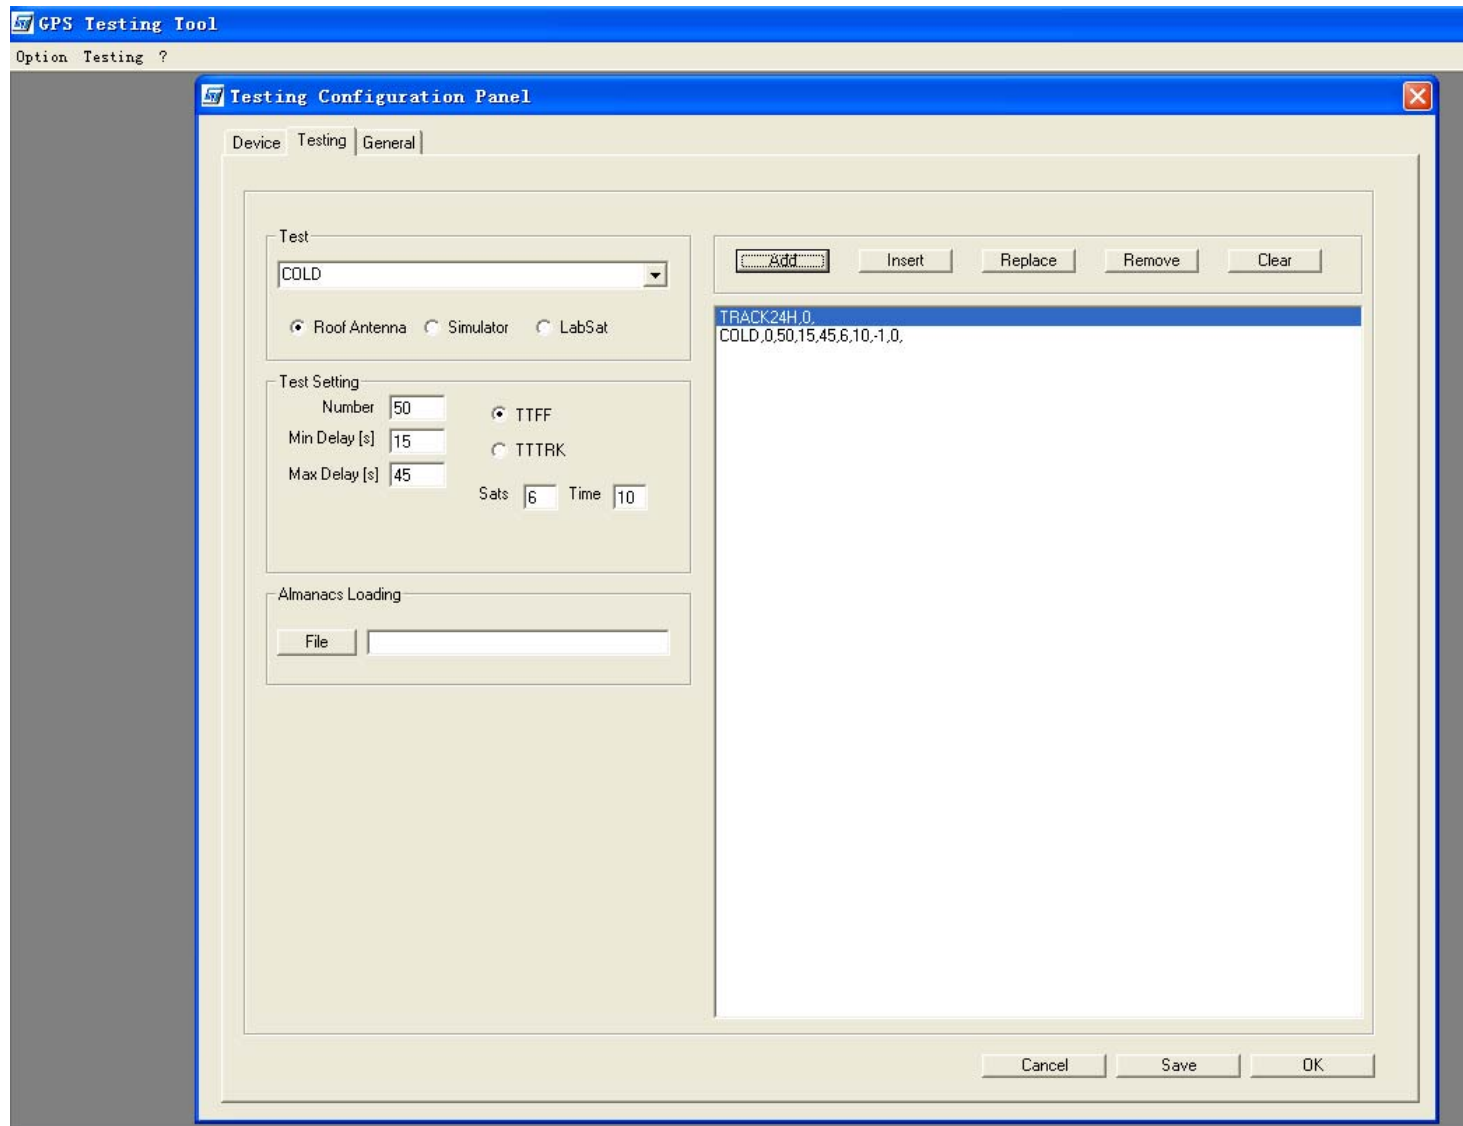 GPS Testing Tool
Option Testing ?
Testing Configuration Panel
Device Testing General
Test
COLD
Roof Antenna Simulator LabSat
Add Insert Replace Remove Clear
TRACK24H,0,
COLD,0,50,15,45,6,10,-1,0,
Test Setting
Number 50
Min Delay [s] 15
Max Delay [s] 45
TTFF
TTTRK
Sats 6 Time 10
Almanacs Loading
File
Cancel Save OK